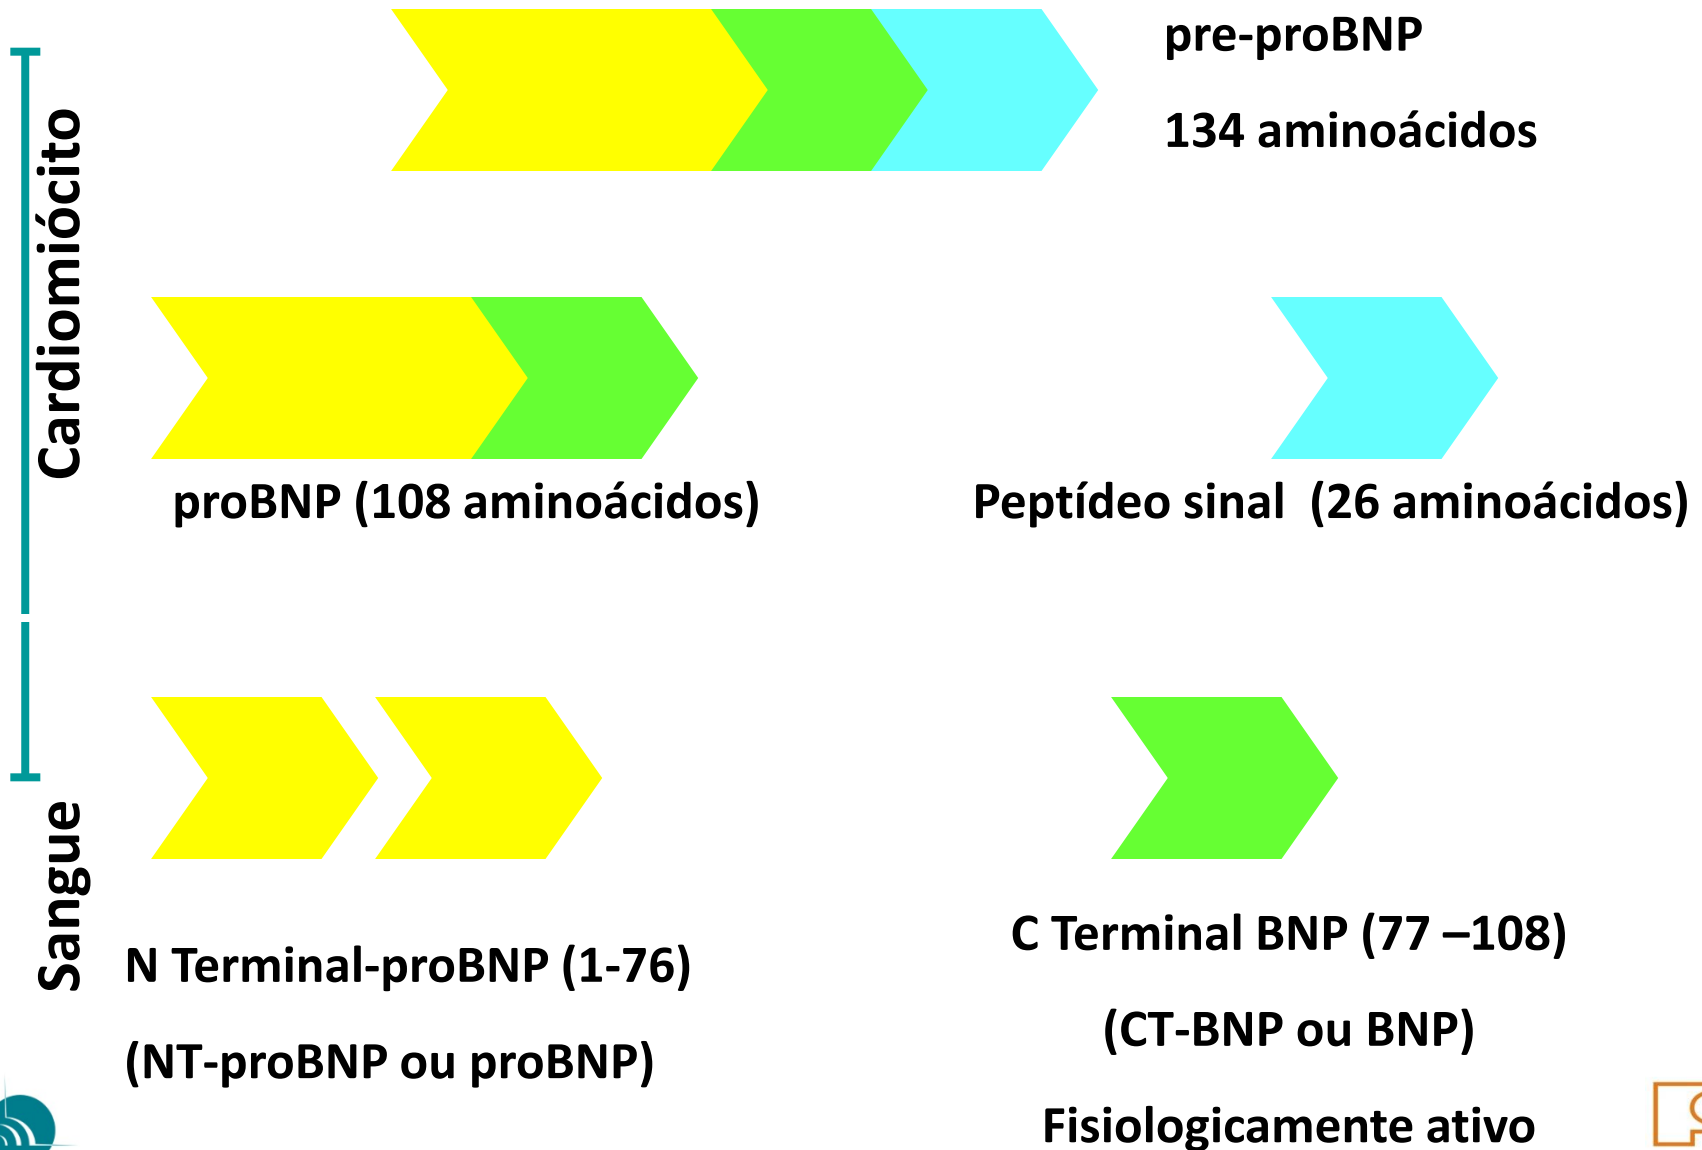 pre-proBNP
134 aminoácidos
Cardiomiócito
proBNP (108 aminoácidos)
Peptídeo sinal (26 aminoácidos)
Sangue
N Terminal-proBNP (1-76)
(NT-proBNP ou proBNP)
C Terminal BNP (77 –108)
(CT-BNP ou BNP)
Fisiologicamente ativo